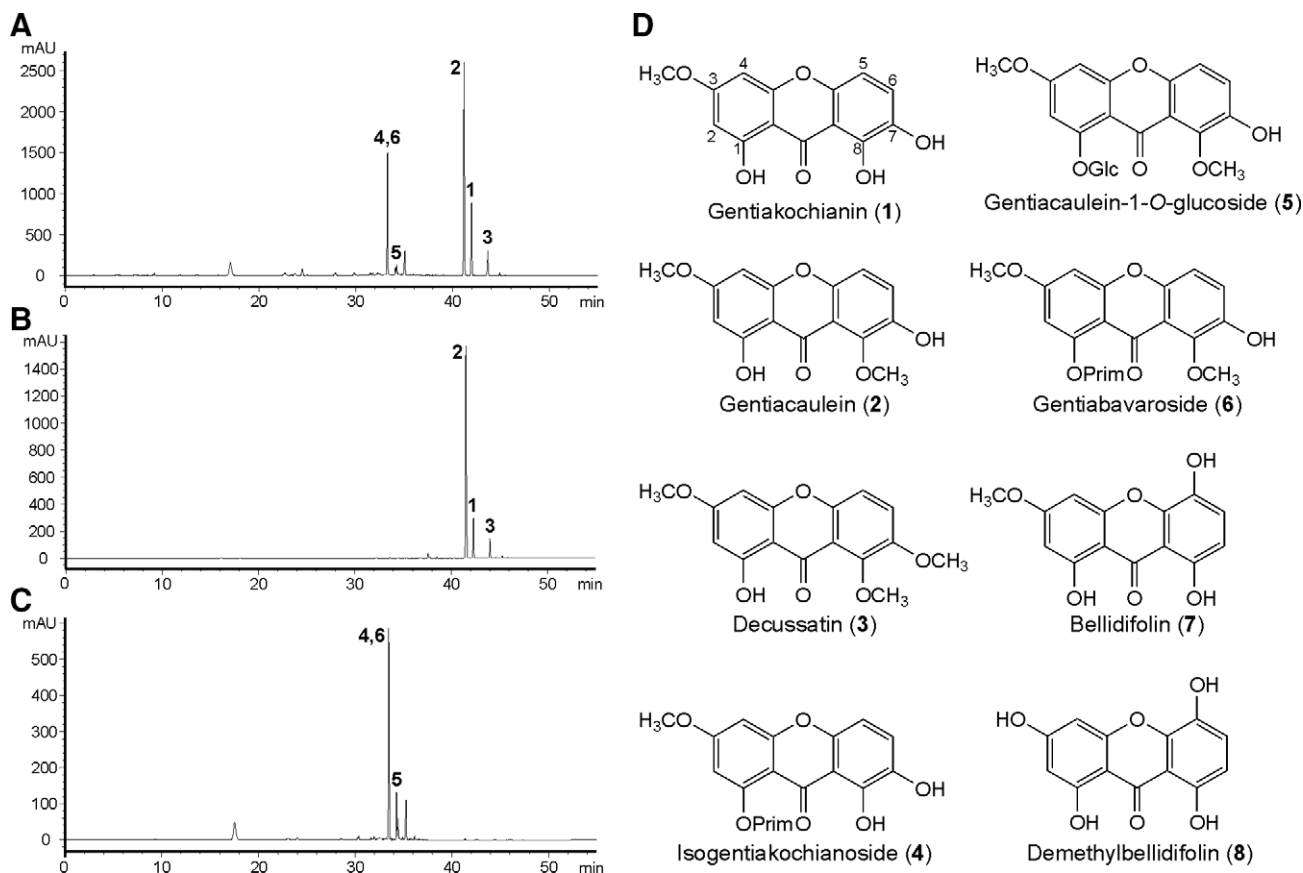 A
mAU
2500
2000
1500
1000
500
0
2
4,6
1
3
5
0 10 20 30 40 50 min
B
mAU
1400
1200
1000
800
600
400
200
0
2
1
3
0 10 20 30 40 50 min
C
mAU
500
400
300
200
100
0
4,6
5
0 10 20 30 40 50 min
D
H₃CO 3 4 O 5 6
2 1 8 7 OH
OH O OH
Gentiakochianin (1)
H₃CO O
OH
OGlc O OCH₃
Gentiacaulein-1-O-glucoside (5)
H₃CO O
OH
OH O OCH₃
Gentiacaulein (2)
H₃CO O
OH
OPrim O OCH₃
Gentiabavaroside (6)
H₃CO O
OCH₃
OH O OCH₃
Decussatin (3)
OH
H₃CO O
OH O OH
Bellidifolin (7)
H₃CO O
OH
OPrim O OH
Isogentiakochianoside (4)
OH
HO O
OH O OH
Demethylbellidifolin (8)